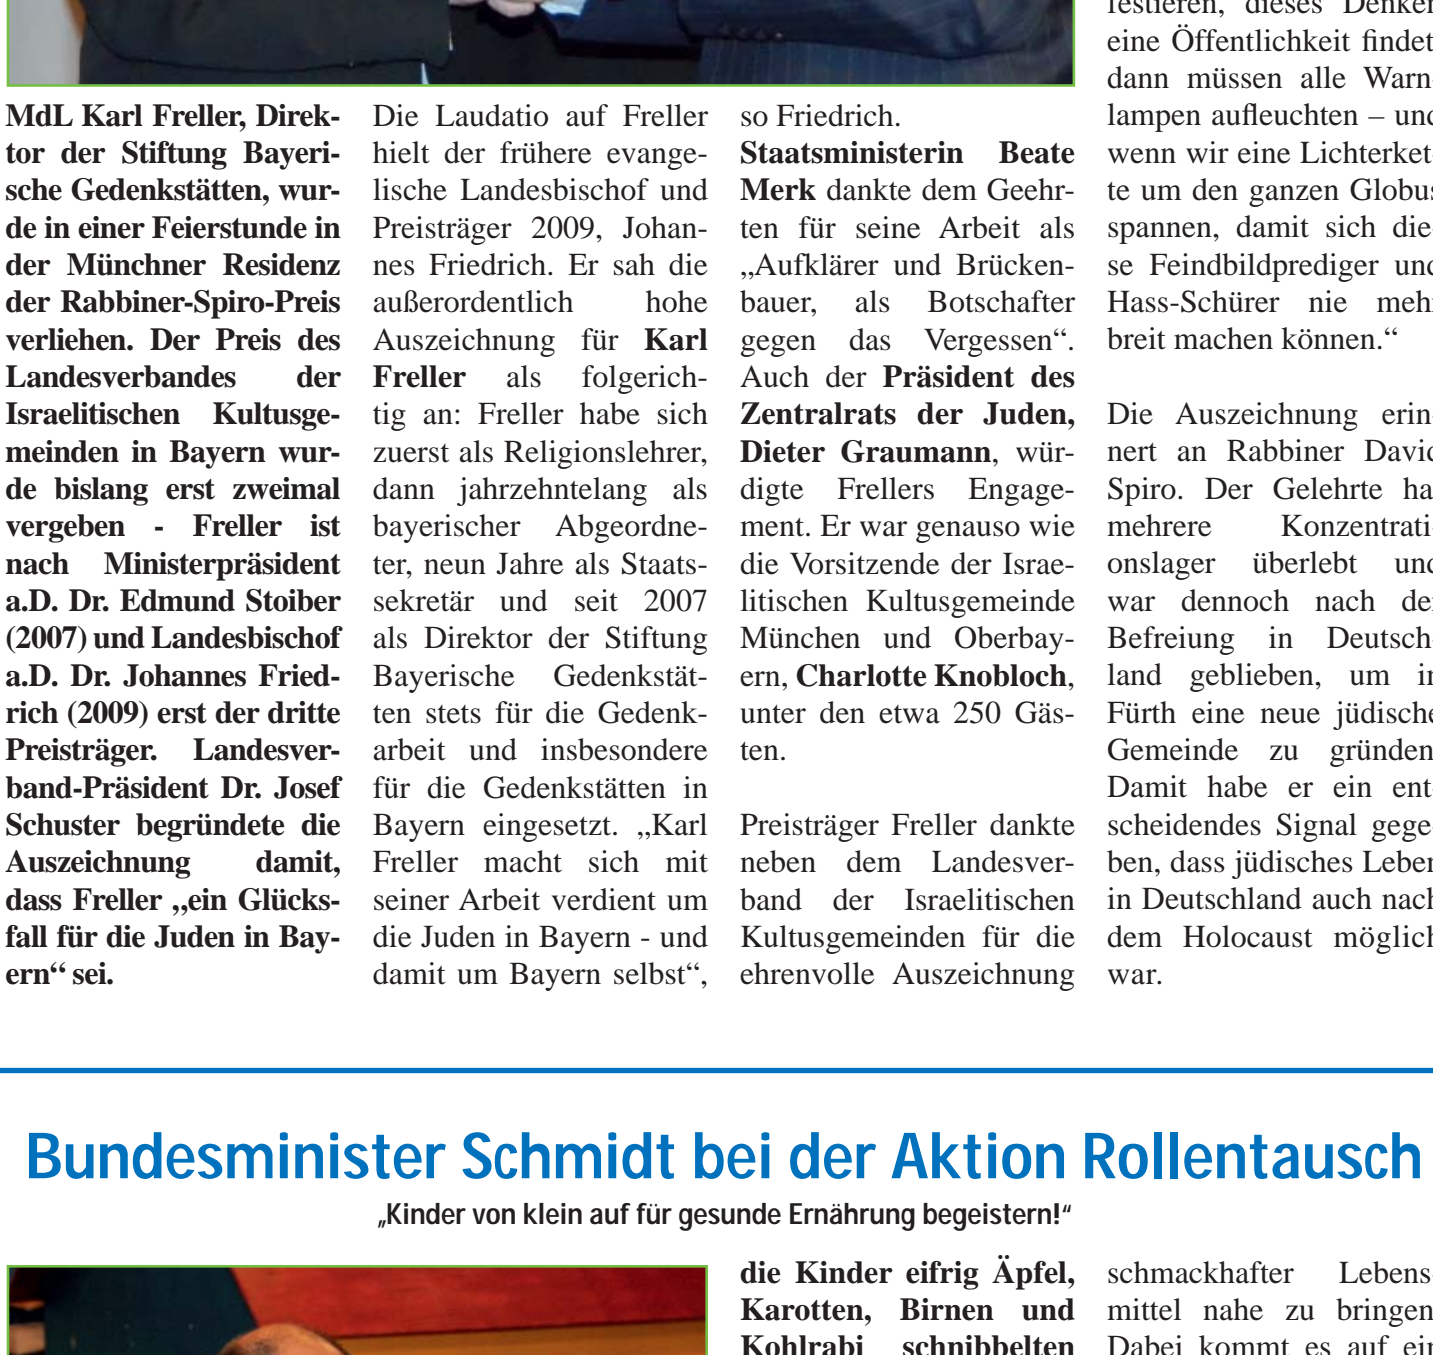 MdL Karl Freller, Direk-
tor der Stiftung Bayeri-
sche Gedenkstätten, wur-
de in einer Feierstunde in
der Münchner Residenz
der Rabbiner-Spiro-Preis
verliehen. Der Preis des
Landesverbandes der
Israelitischen Kultusge-
meinden in Bayern wur-
de bislang erst zweimal
vergeben - Freller ist
nach Ministerpräsident
a.D. Dr. Edmund Stoiber
(2007) und Landesbischof
a.D. Dr. Johannes Fried-
rich (2009) erst der dritte
Preisträger. Landesver-
band-Präsident Dr. Josef
Schuster begründete die
Auszeichnung damit,
dass Freller „ein Glücks-
fall für die Juden in Bay-
ern“ sei.
Die Laudatio auf Freller
hielt der frühere evange-
lische Landesbischof und
Preisträger 2009, Johan-
nes Friedrich. Er sah die
außerordentlich hohe
Auszeichnung für Karl
Freller als folgerich-
tig an: Freller habe sich
zuerst als Religionslehrer,
dann jahrzehntelang als
bayerischer Abgeordne-
ter, neun Jahre als Staats-
sekretär und seit 2007
als Direktor der Stiftung
Bayerische Gedenkstät-
ten stets für die Gedenk-
arbeit und insbesondere
für die Gedenkstätten in
Bayern eingesetzt. „Karl
Freller macht sich mit
seiner Arbeit verdient um
die Juden in Bayern - und
damit um Bayern selbst“,
so Friedrich.
Staatsministerin Beate
Merk dankte dem Geehr-
ten für seine Arbeit als
„Aufklärer und Brücken-
bauer, als Botschafter
gegen das Vergessen“.
Auch der Präsident des
Zentralrats der Juden,
Dieter Graumann, wür-
digte Frellers Engage-
ment. Er war genauso wie
die Vorsitzende der Israe-
litischen Kultusgemeinde
München und Oberbay-
ern, Charlotte Knobloch,
unter den etwa 250 Gäs-
ten.
Preisträger Freller dankte
neben dem Landesver-
band der Israelitischen
Kultusgemeinden für die
ehrenvolle Auszeichnung
festieren, dieses Denken
eine Öffentlichkeit findet,
dann müssen alle Warn-
lampen aufleuchten – und
wenn wir eine Lichterket-
te um den ganzen Globus
spannen, damit sich die-
se Feindbildprediger und
Hass-Schürer nie mehr
breit machen können.“
Die Auszeichnung erin-
nert an Rabbiner David
Spiro. Der Gelehrte hat
mehrere Konzentrati-
onslager überlebt und
war dennoch nach der
Befreiung in Deutsch-
land geblieben, um in
Fürth eine neue jüdische
Gemeinde zu gründen.
Damit habe er ein ent-
scheidendes Signal gege-
ben, dass jüdisches Leben
in Deutschland auch nach
dem Holocaust möglich
war.
Bundesminister Schmidt bei der Aktion Rollentausch
„Kinder von klein auf für gesunde Ernährung begeistern!“
die Kinder eifrig Äpfel,
Karotten, Birnen und
Kohlrabi schnibbelten
schmackhafter Lebens-
mittel nahe zu bringen.
Dabei kommt es auf ein